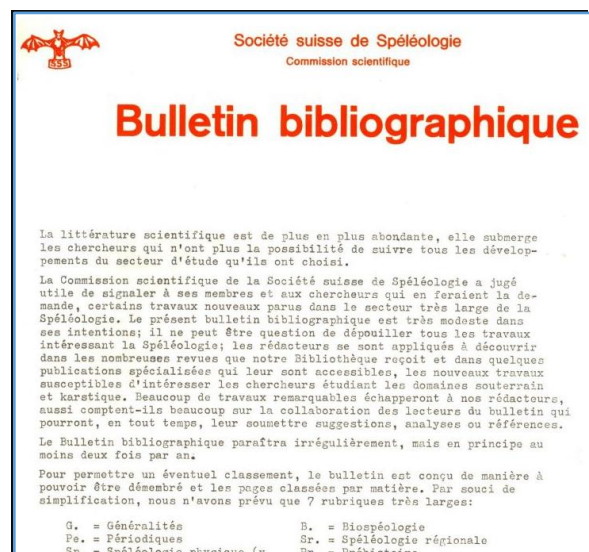 SSS
Société suisse de Spéléologie
Commission scientifique
Bulletin bibliographique
La littérature scientifique est de plus en plus abondante, elle submerge
les chercheurs qui n'ont plus la possibilité de suivre tous les dévelop-
pements du secteur d'étude qu'ils ont choisi.
La Commission scientifique de la Société suisse de Spéléologie a jugé
utile de signaler à ses membres et aux chercheurs qui en feraient la de-
mande, certains travaux nouveaux parus dans le secteur très large de la
Spéléologie. Le présent bulletin bibliographique est très modeste dans
ses intentions; il ne peut être question de dépouiller tous les travaux
intéressant la Spéléologie; les rédacteurs se sont appliqués à découvrir
dans les nombreuses revues que notre Bibliothèque reçoit et dans quelques
publications spécialisées qui leur sont accessibles, les nouveaux travaux
susceptibles d'intéresser les chercheurs étudiant les domaines souterrain
et karstique. Beaucoup de travaux remarquables échapperont à nos rédacteurs,
aussi comptent-ils beaucoup sur la collaboration des lecteurs du bulletin qui
pourront, en tout temps, leur soumettre suggestions, analyses ou références.
Le Bulletin bibliographique paraîtra irrégulièrement, mais en principe au
moins deux fois par an.
Pour permettre un éventuel classement, le bulletin est conçu de manière à
pouvoir être démembré et les pages classées par matière. Par souci de
simplification, nous n'avons prévu que 7 rubriques très larges:
G. = Généralités B. = Biospéologie
Pe. = Périodiques Sr. = Spéléologie régionale
Sp. = Spéléologie physique (y Pr. = Préhistoire